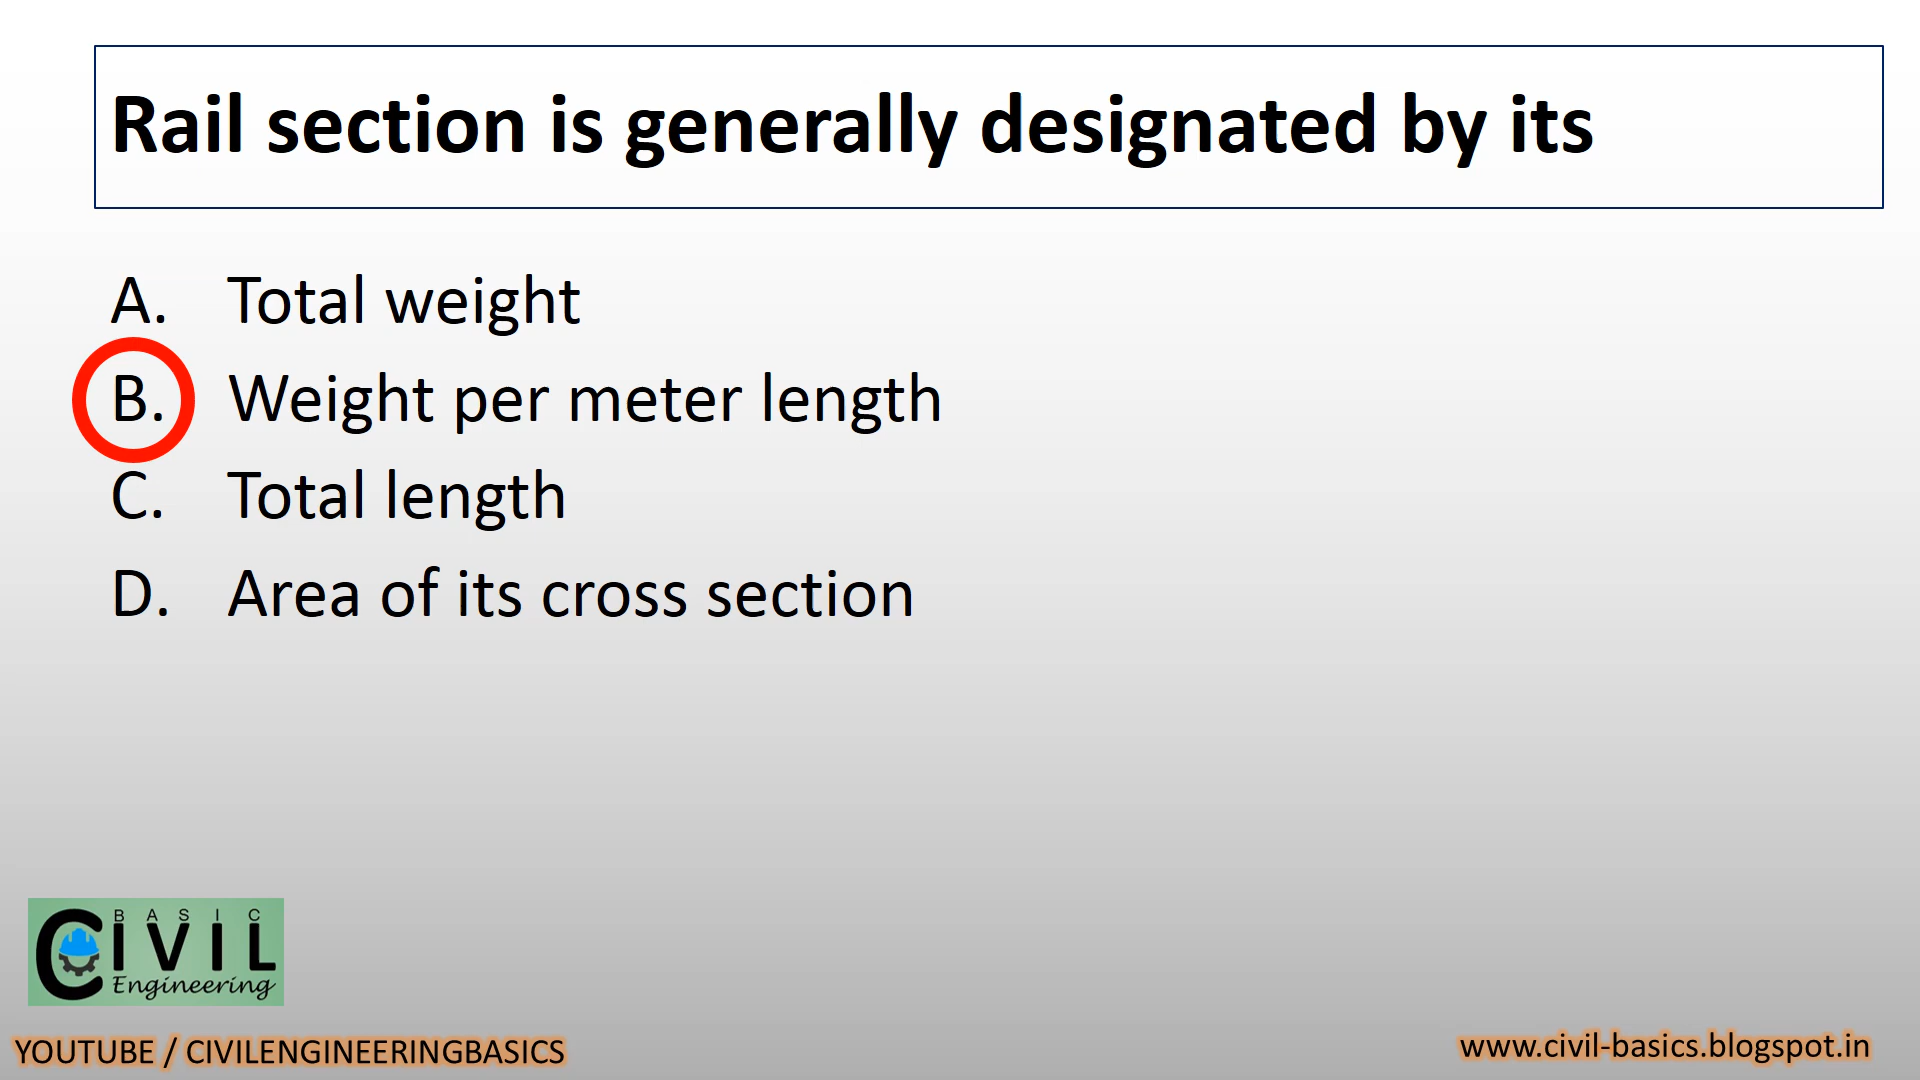 Rail section is generally designated by its
A. Total weight
B. Weight per meter length
C. Total length
D. Area of its cross section
BASIC
CIVIL
Engineering
YOUTUBE / CIVILENGINEERINGBASICS
www.civil-basics.blogspot.in